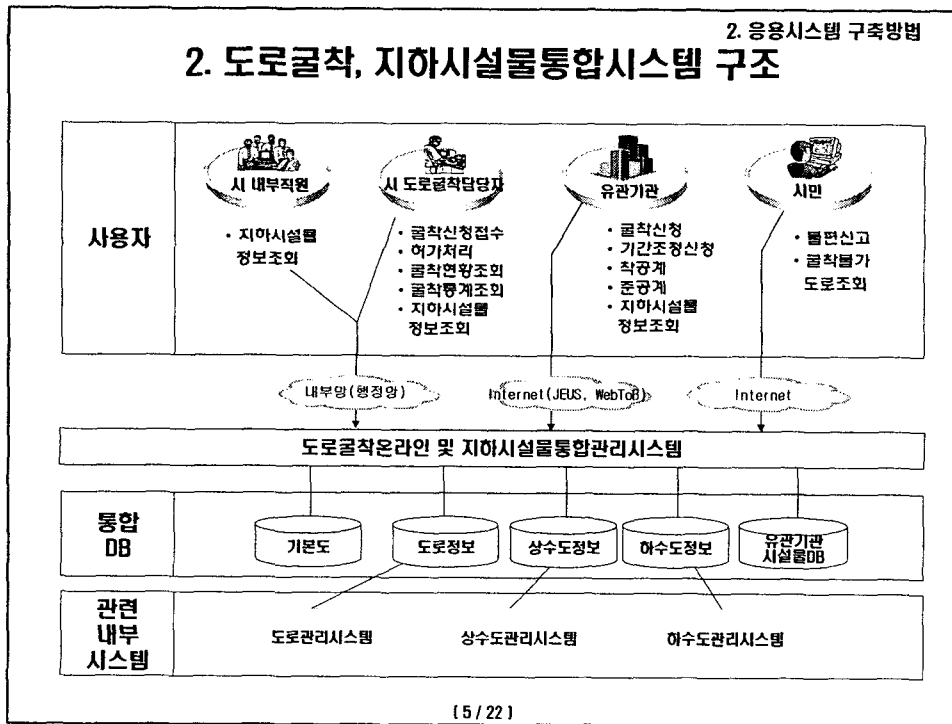 2. 응용시스템 구축방법
2. 도로굴착, 지하시설물통합시스템 구조
사용자
시 내부직원
• 지하시설물
정보조회
시 도로굴착담당자
• 굴착신청접수
• 허가처리
• 굴착현황조회
• 굴착통계조회
• 지하시설물
정보조회
유관기관
• 굴착신청
• 기간조정신청
• 착공계
• 준공계
• 지하시설물
정보조회
시민
• 불편신고
• 굴착불가
도로조회
내부망(행정망)
Internet(JEUS, WebToB)
Internet
도로굴착온라인 및 지하시설물통합관리시스템
통합
DB
기본도
도로정보
상수도정보
하수도정보
유관기관
시설물DB
관련
내부
시스템
도로관리시스템
상수도관리시스템
하수도관리시스템
( 5 / 22 )